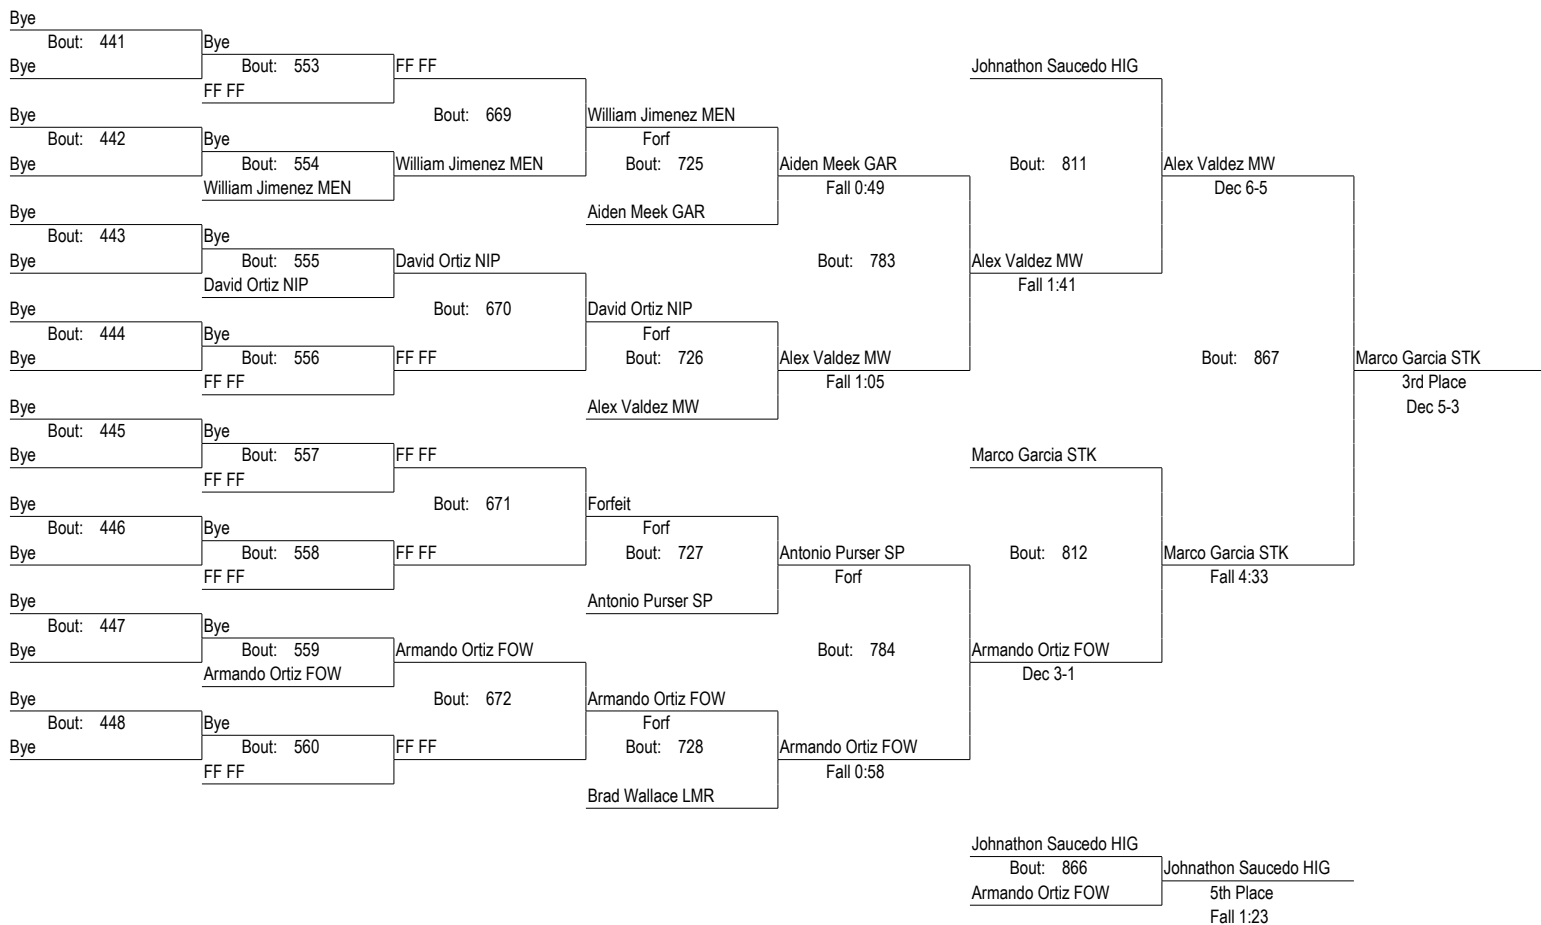 Bye
Bout: 441
Bye
Bye
Bout: 553
FF FF
FF FF
Bye
Bout: 442
Bye
Bye
Bout: 554
William Jimenez MEN
Bout: 669
William Jimenez MEN
William Jimenez MEN
Forf
Bout: 725
Aiden Meek GAR
Aiden Meek GAR
Fall 0:49
Bye
Bout: 443
Bye
Bye
Bout: 555
David Ortiz NIP
David Ortiz NIP
Bye
Bout: 444
Bye
Bye
Bout: 556
FF FF
Bout: 670
FF FF
David Ortiz NIP
Forf
Bout: 726
Alex Valdez MW
Alex Valdez MW
Fall 1:05
Bout: 783
Alex Valdez MW
Fall 1:41
Johnathon Saucedo HIG
Bout: 811
Alex Valdez MW
Dec 6-5
Bye
Bout: 445
Bye
Bye
Bout: 557
FF FF
FF FF
Bye
Bout: 446
Bye
Bye
Bout: 558
FF FF
Bout: 671
FF FF
Forfeit
Forf
Bout: 727
Antonio Purser SP
Antonio Purser SP
Forf
Bye
Bout: 447
Bye
Bye
Bout: 559
Armando Ortiz FOW
Armando Ortiz FOW
Bye
Bout: 448
Bye
Bye
Bout: 560
FF FF
Bout: 672
FF FF
Armando Ortiz FOW
Forf
Bout: 728
Brad Wallace LMR
Armando Ortiz FOW
Fall 0:58
Bout: 784
Armando Ortiz FOW
Dec 3-1
Marco Garcia STK
Bout: 812
Marco Garcia STK
Fall 4:33
Bout: 867
Marco Garcia STK
3rd Place
Dec 5-3
Johnathon Saucedo HIG
Bout: 866
Armando Ortiz FOW
Johnathon Saucedo HIG
5th Place
Fall 1:23